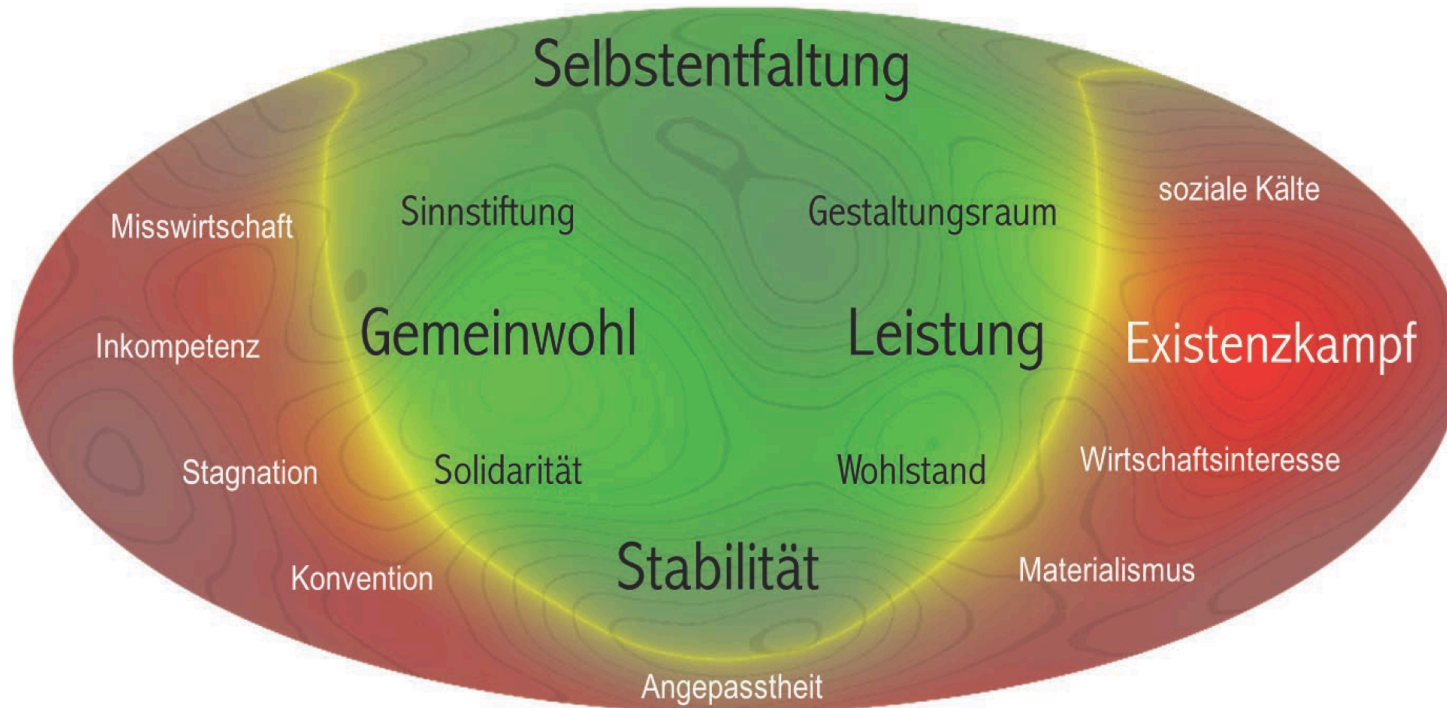 Selbstentfaltung
soziale Kälte
Sinnstiftung
Gestaltungsraum
Misswirtschaft
Gemeinwohl
Leistung
Existenzkampf
Inkompetenz
Stagnation
Solidarität
Wohlstand
Wirtschaftsinteresse
Konvention
Stabilität
Materialismus
Angepasstheit